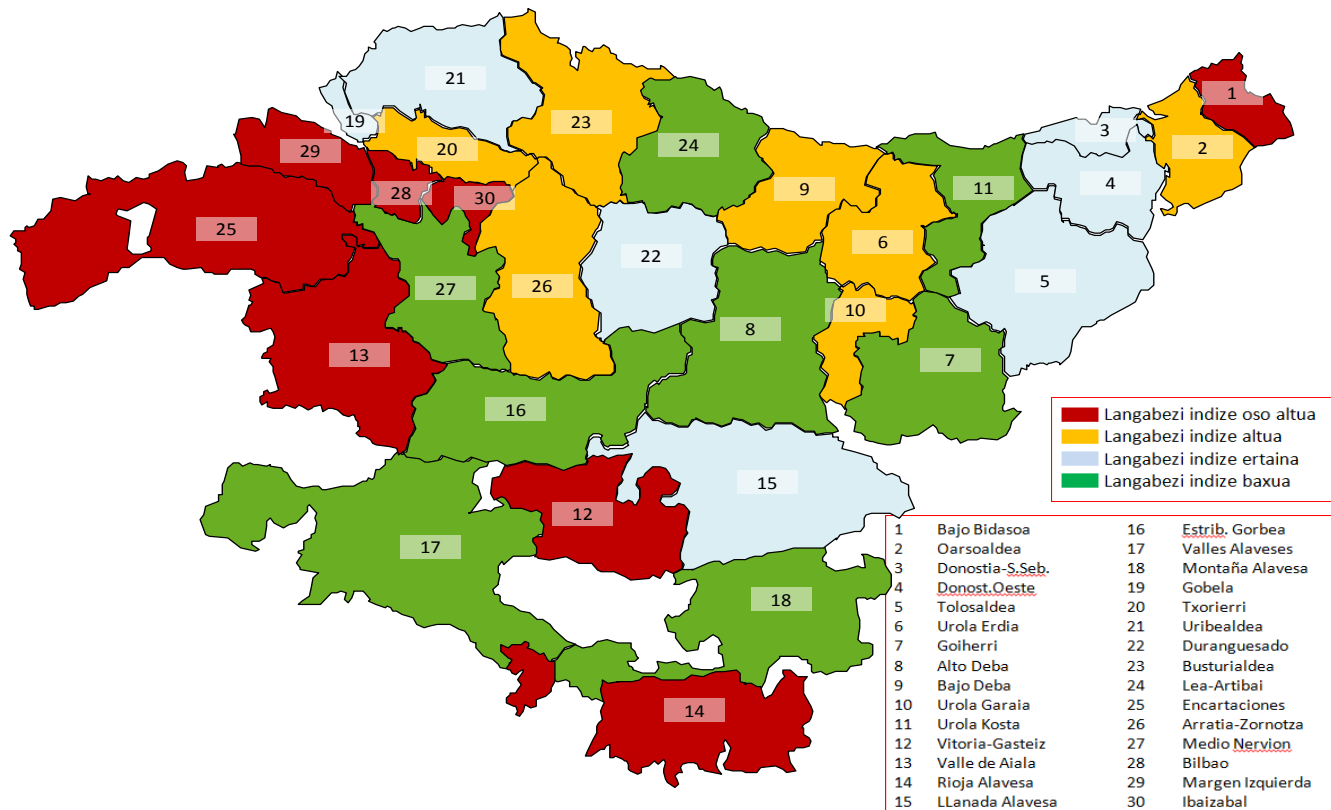 21
1
23
19
3
20
24
2
29
11
4
9
28
30
25
6
22
5
26
27
10
8
13
7
16
Langabezi indize oso altua
Langabezi indize altua
Langabezi indize ertaina
Langabezi indize baxua
15
12
17
18
14
1 Bajo Bidasoa 16 Estrib. Gorbea
2 Oarsoaldea 17 Valles Alaveses
3 Donostia-S.Seb. 18 Montaña Alavesa
4 Donost.Oeste 19 Gobela
5 Tolosaldea 20 Txorierri
6 Urola Erdia 21 Uribealdea
7 Goiherri 22 Duranguesado
8 Alto Deba 23 Busturialdea
9 Bajo Deba 24 Lea-Artibai
10 Urola Garaia 25 Encartaciones
11 Urola Kosta 26 Arratia-Zornotza
12 Vitoria-Gasteiz 27 Medio Nervion
13 Valle de Aiala 28 Bilbao
14 Rioja Alavesa 29 Margen Izquierda
15 LLanada Alavesa 30 Ibaizabal